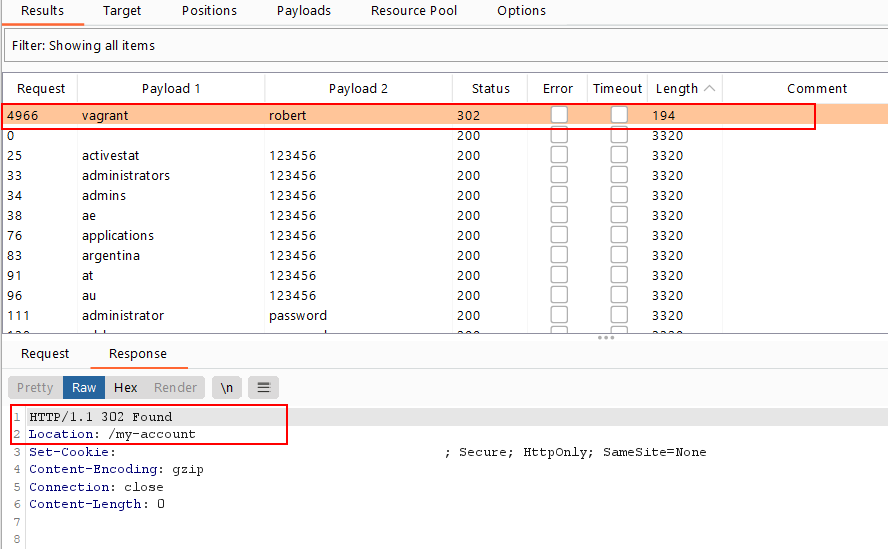 Results Target Positions Payloads Resource Pool Options
Filter: Showing all items
Request Payload 1 Payload 2 Status Error Timeout Length Comment
4966 vagrant robert 302 194
0 200 3320
25 activestat 123456 200 3320
33 administrators 123456 200 3320
34 admins 123456 200 3320
38 ae 123456 200 3320
76 applications 123456 200 3320
83 argentina 123456 200 3320
91 at 123456 200 3320
96 au 123456 200 3320
111 administrator password 200 3320
Request Response
Pretty Raw Hex Render \n
1 HTTP/1.1 302 Found
2 Location: /my-account
3 Set-Cookie: ; Secure; HttpOnly; SameSite=None
4 Content-Encoding: gzip
5 Connection: close
6 Content-Length: 0
7
8